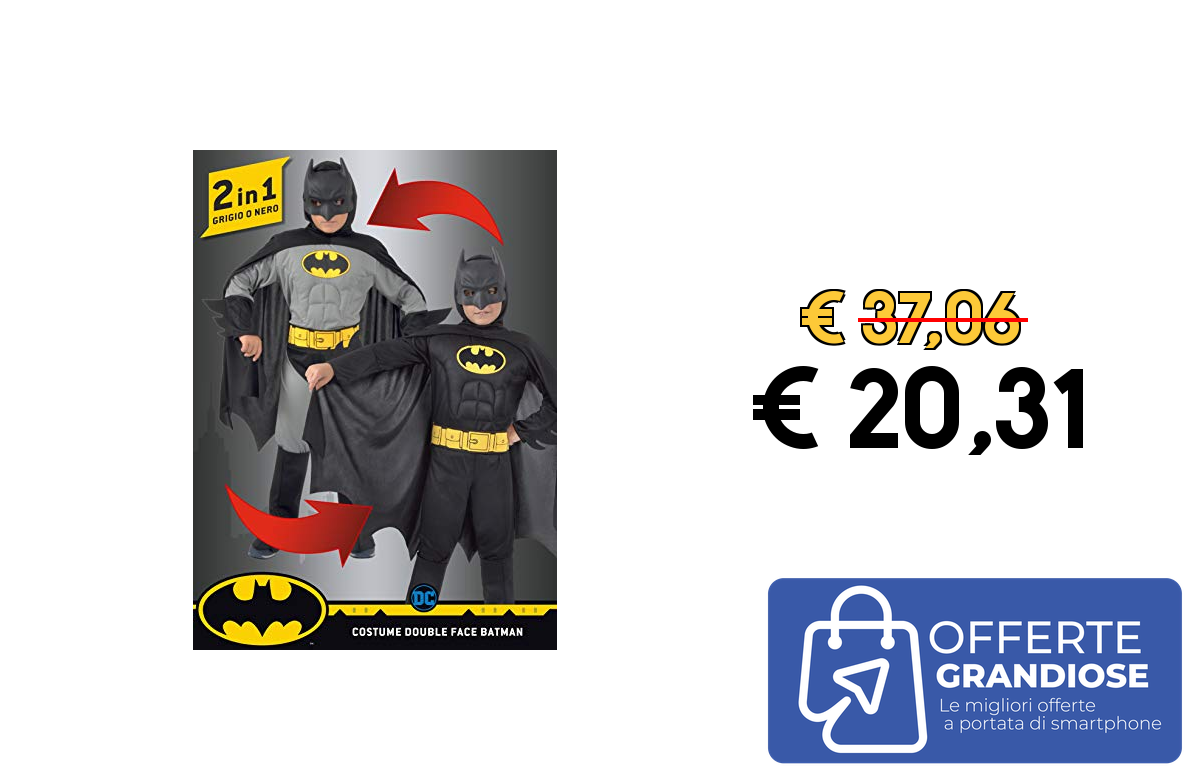 2 in 1
GRIGIO O NERO
€ 37,06
€ 20,31
DC
COSTUME DOUBLE FACE BATMAN
OFFERTE
GRANDIOSE
Le migliori offerte
a portata di smartphone